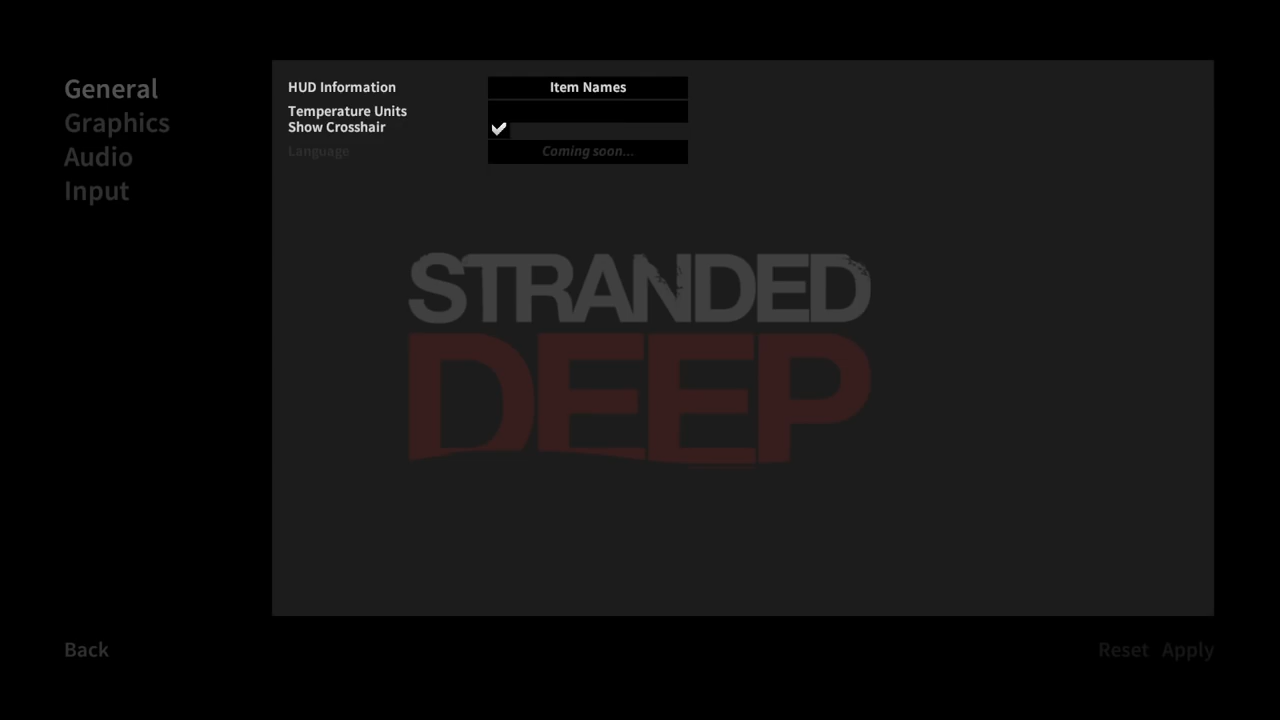 General
Graphics
Audio
Input
HUD Information Item Names
Temperature Units
Show Crosshair
Language Coming soon...
STRANDED
DEEP
Back
Reset Apply